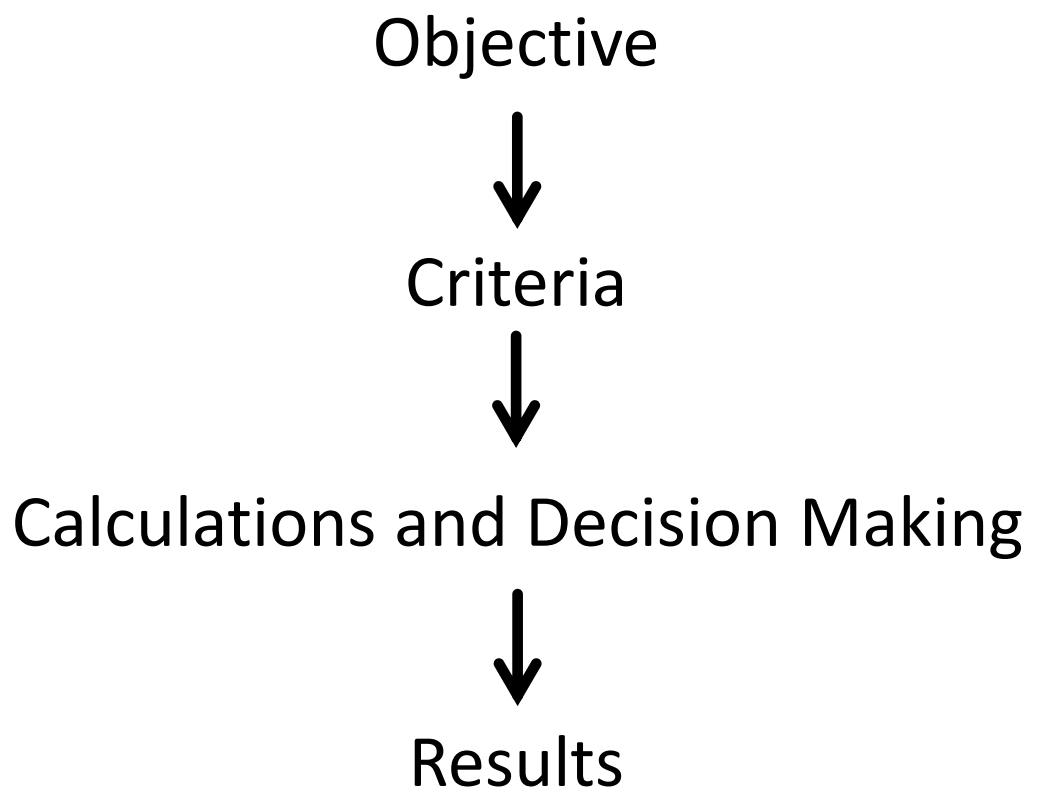 Objective
Criteria
Calculations and Decision Making
Results